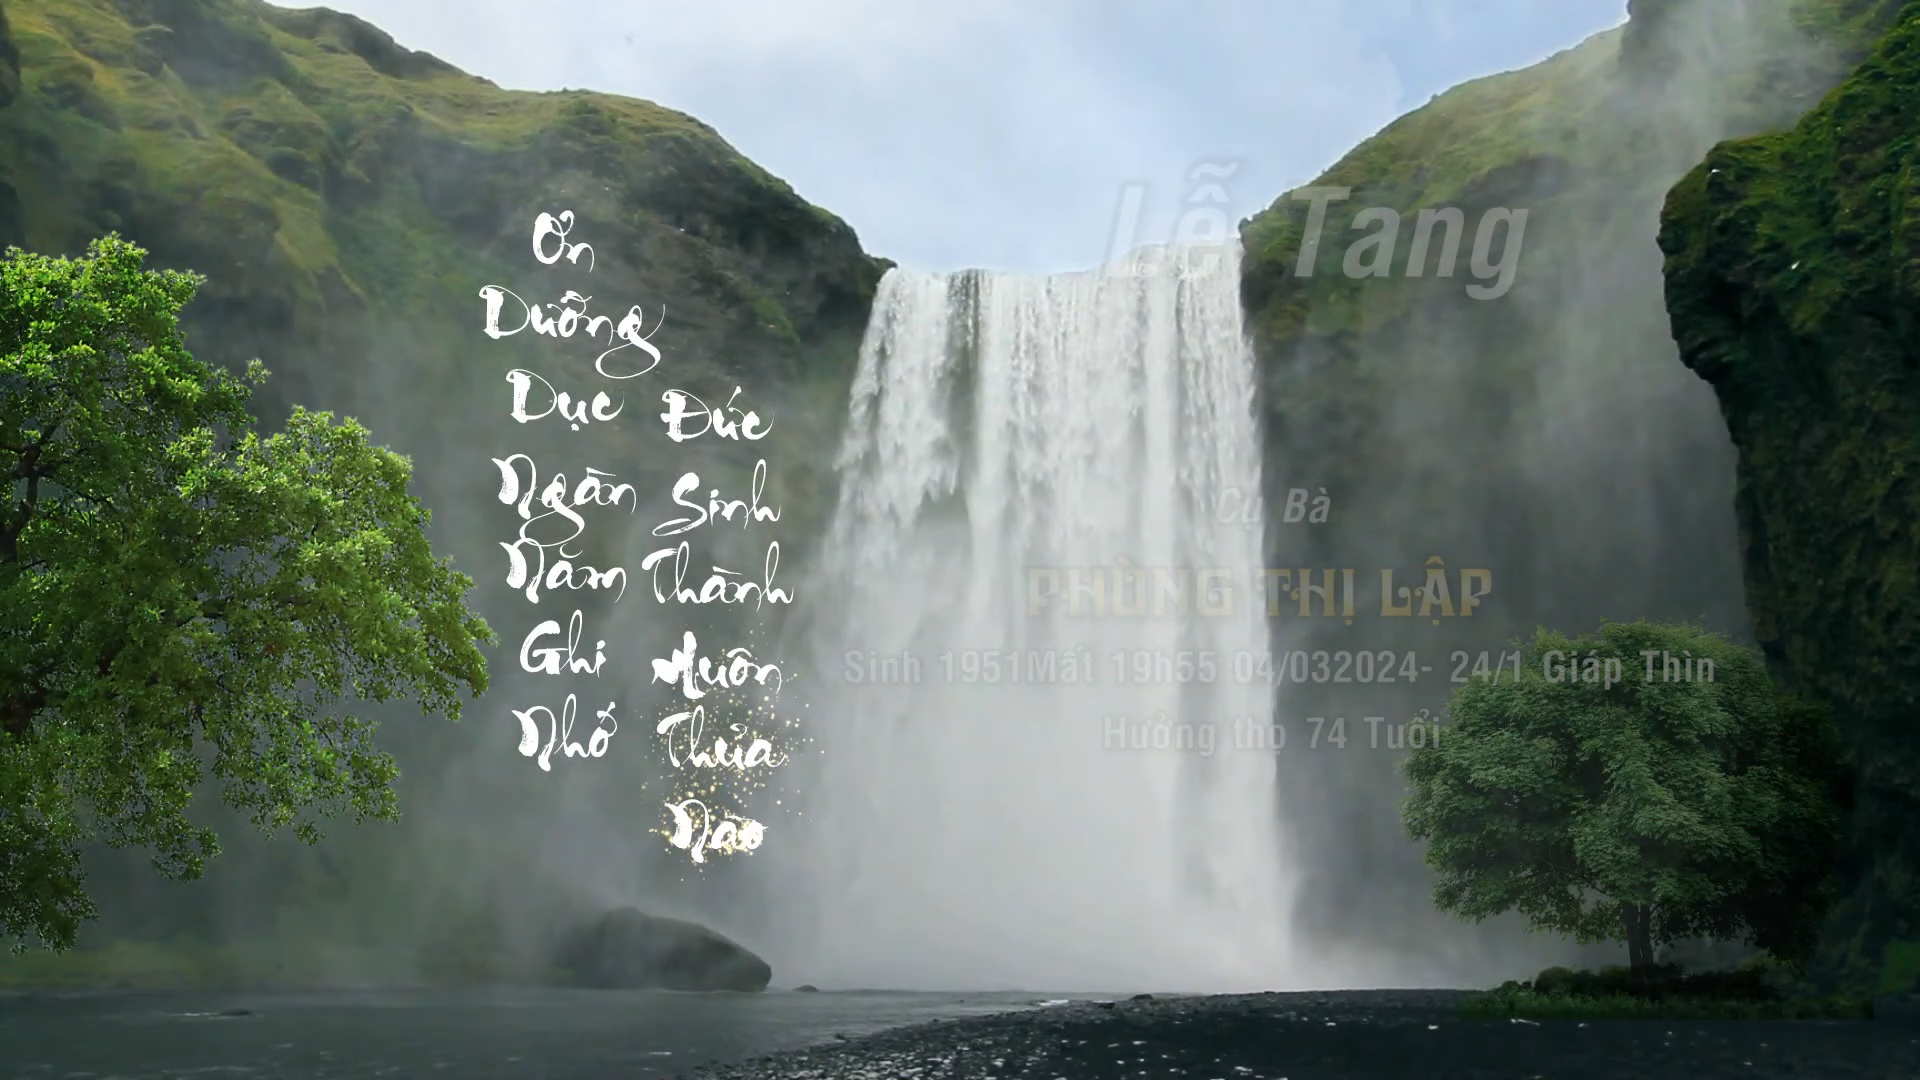 Ơn
Dưỡng
Dục
Ngàn
Năm
Ghi
Nhớ
Đức
Sinh
Thành
Muôn
Thủa
Nào
Lễ Tang
Cụ Bà
PHÙNG THỊ LẬP
Sinh 1951Mất 19h55 04/032024- 24/1 Giáp Thìn
Hưởng thọ 74 Tuổi